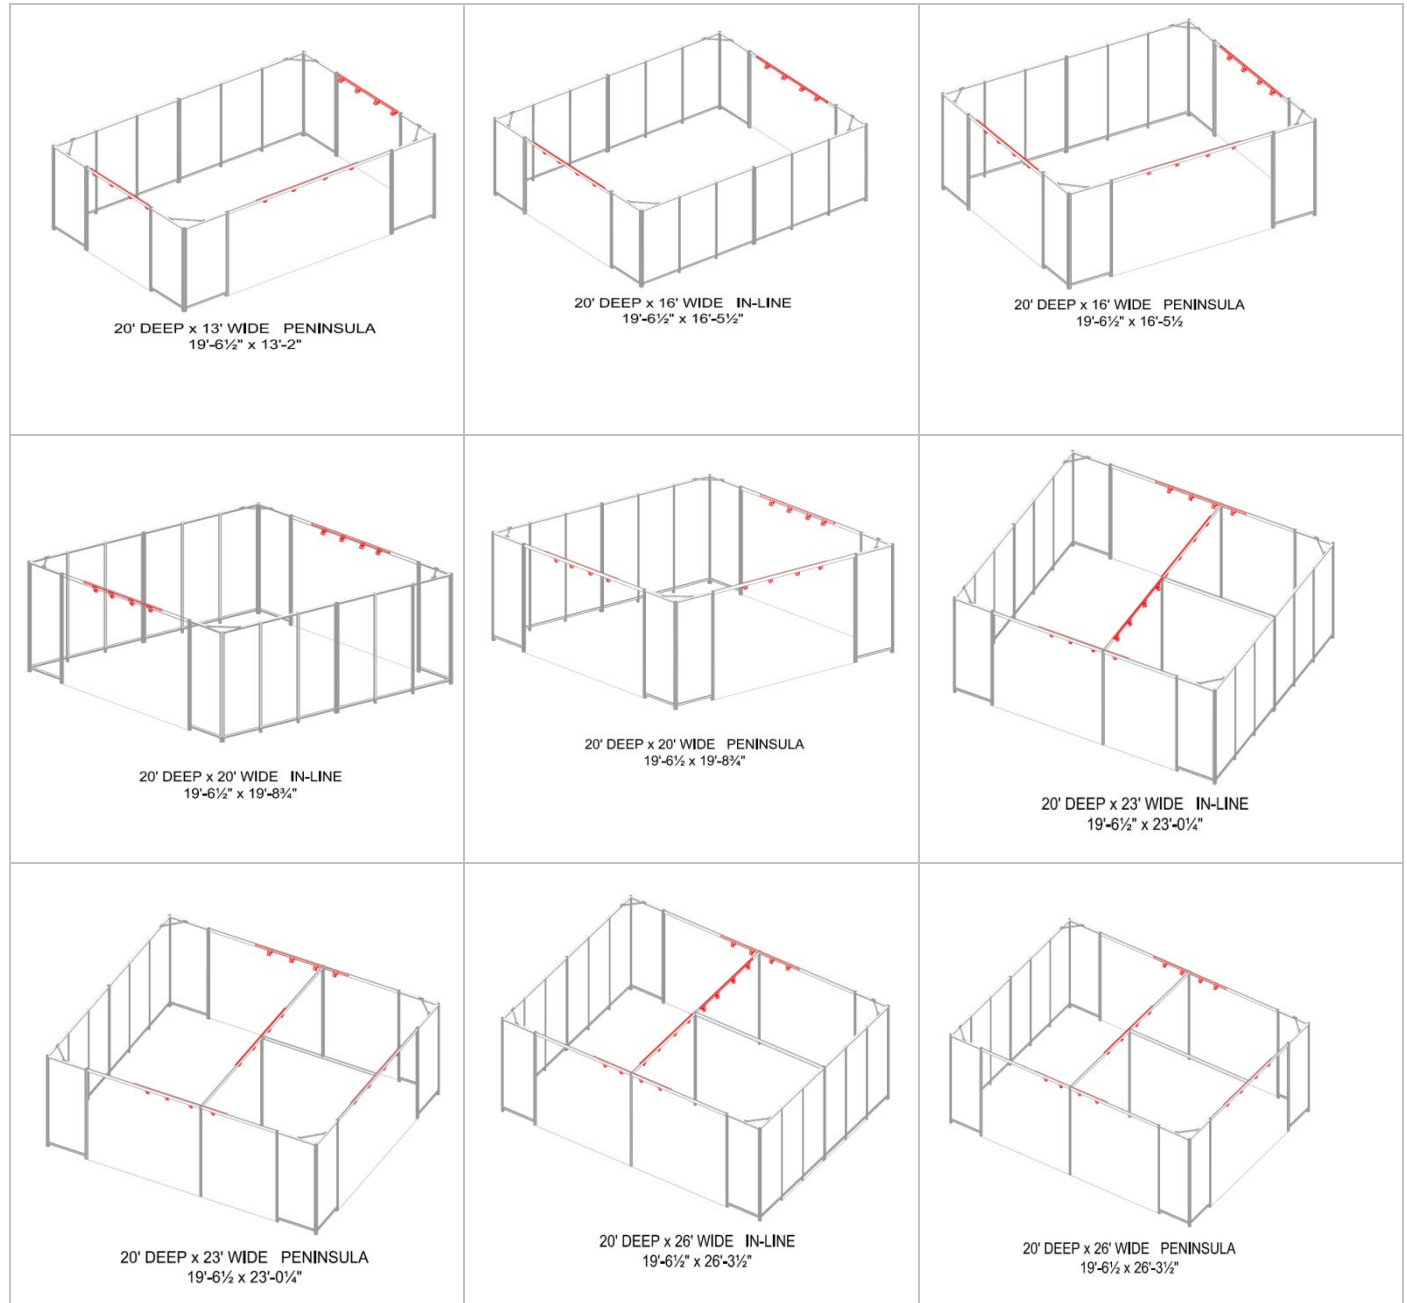 20' DEEP x 13' WIDE PENINSULA
19'-6½" x 13'-2"
20' DEEP x 16' WIDE IN-LINE
19'-6½" x 16'-5½"
20' DEEP x 16' WIDE PENINSULA
19'-6½" x 16'-5½
20' DEEP x 20' WIDE IN-LINE
19'-6½" x 19'-8¾"
20' DEEP x 20' WIDE PENINSULA
19'-6½ x 19'-8¾"
20' DEEP x 23' WIDE IN-LINE
19'-6½" x 23'-0¼"
20' DEEP x 23' WIDE PENINSULA
19'-6½ x 23'-0¼"
20' DEEP x 26' WIDE IN-LINE
19'-6½" x 26'-3½"
20' DEEP x 26' WIDE PENINSULA
19'-6½ x 26'-3½"